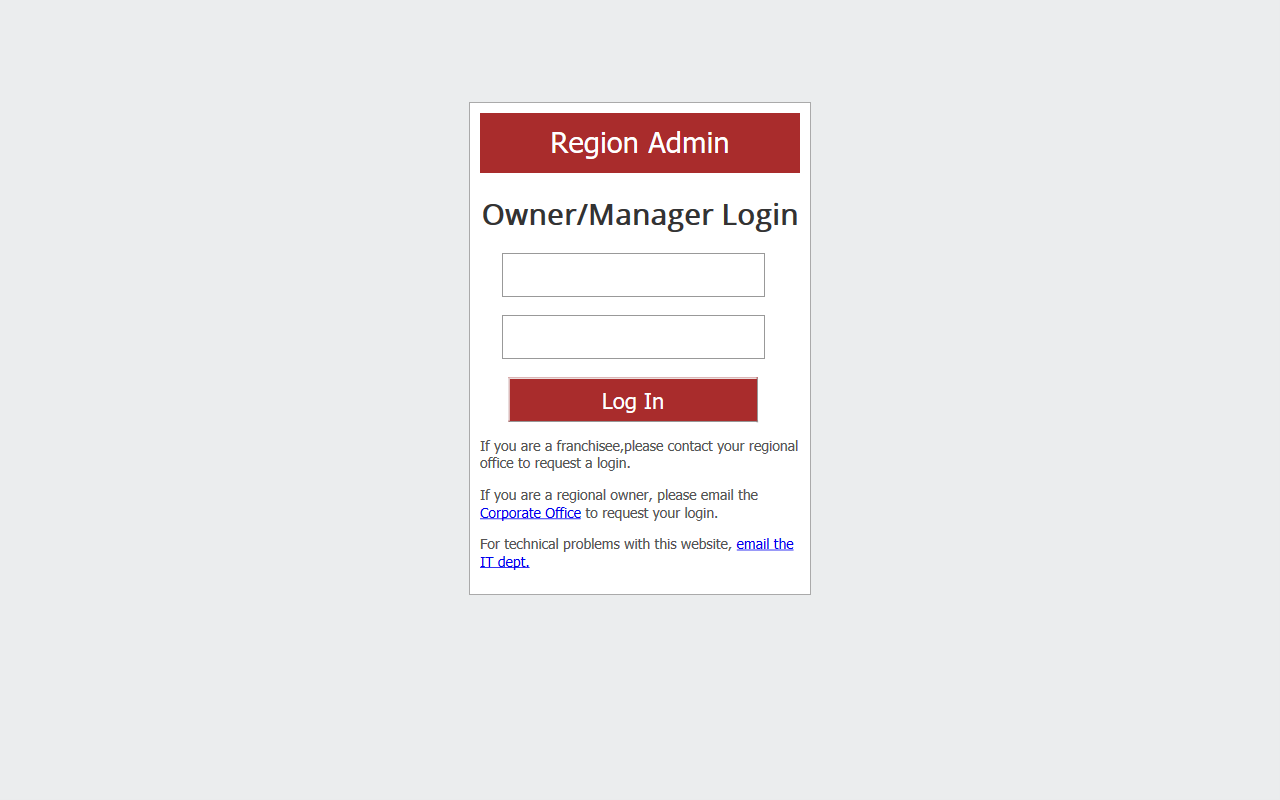 Region Admin
Owner/Manager Login
Log In
If you are a franchisee,please contact your regional
office to request a login.
If you are a regional owner, please email the
Corporate Office to request your login.
For technical problems with this website, email the
IT dept.